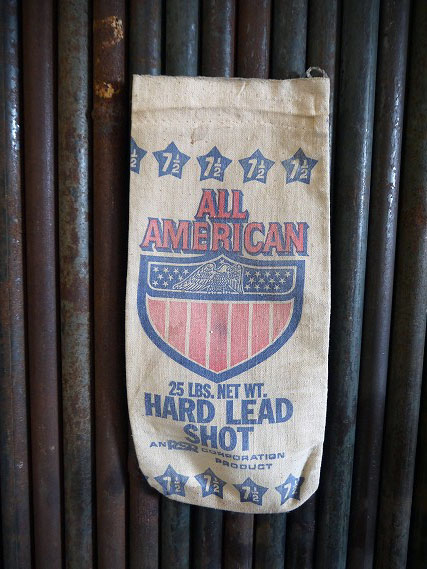 7½ 7½ 7½ 7½ 7½
ALL
AMERICAN
25 LBS. NET WT.
HARD LEAD
SHOT
AN RSR CORPORATION
PRODUCT
7½ 7½ 7½ 7½